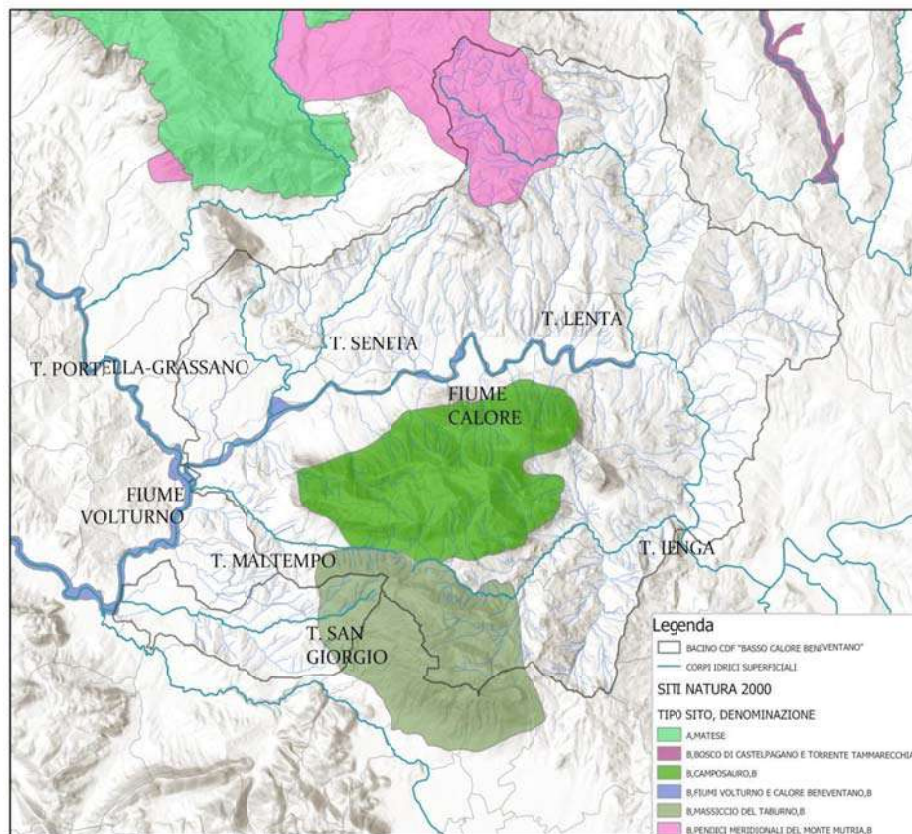 T. LENTA
T. SENETA
T. PORTELLA-GRASSANO
FIUME
CALORE
FIUME
VOLTURNO
T. IENGA
T. MALTEMPO
T. SAN
GIORGIO
Legenda
BACINO CDF "BASSO CALORE BENEVENTANO"
CORPI IDRICI SUPERFICIALI
SITI NATURA 2000
TIPO SITO, DENOMINAZIONE
A,MATESE
B,BOSCO DI CASTELPAGANO E TORRENTE TAMMARECCHIA
B,CAMPOSAURO,B
B,FIUMI VOLTURNO E CALORE BENEVENTANO,B
B,MASSICCIO DEL TABURNO,B
B,PENDICI MERIDIONALI DEL MONTE MUTRIA,B